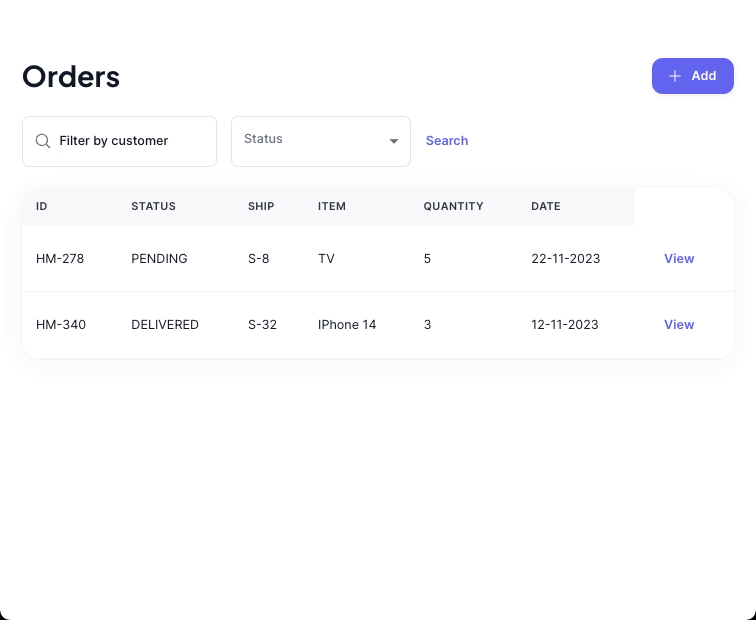 Orders
Add
Filter by customer
Status
Search
ID STATUS SHIP ITEM QUANTITY DATE
HM-278 PENDING S-8 TV 5 22-11-2023 View
HM-340 DELIVERED S-32 IPhone 14 3 12-11-2023 View